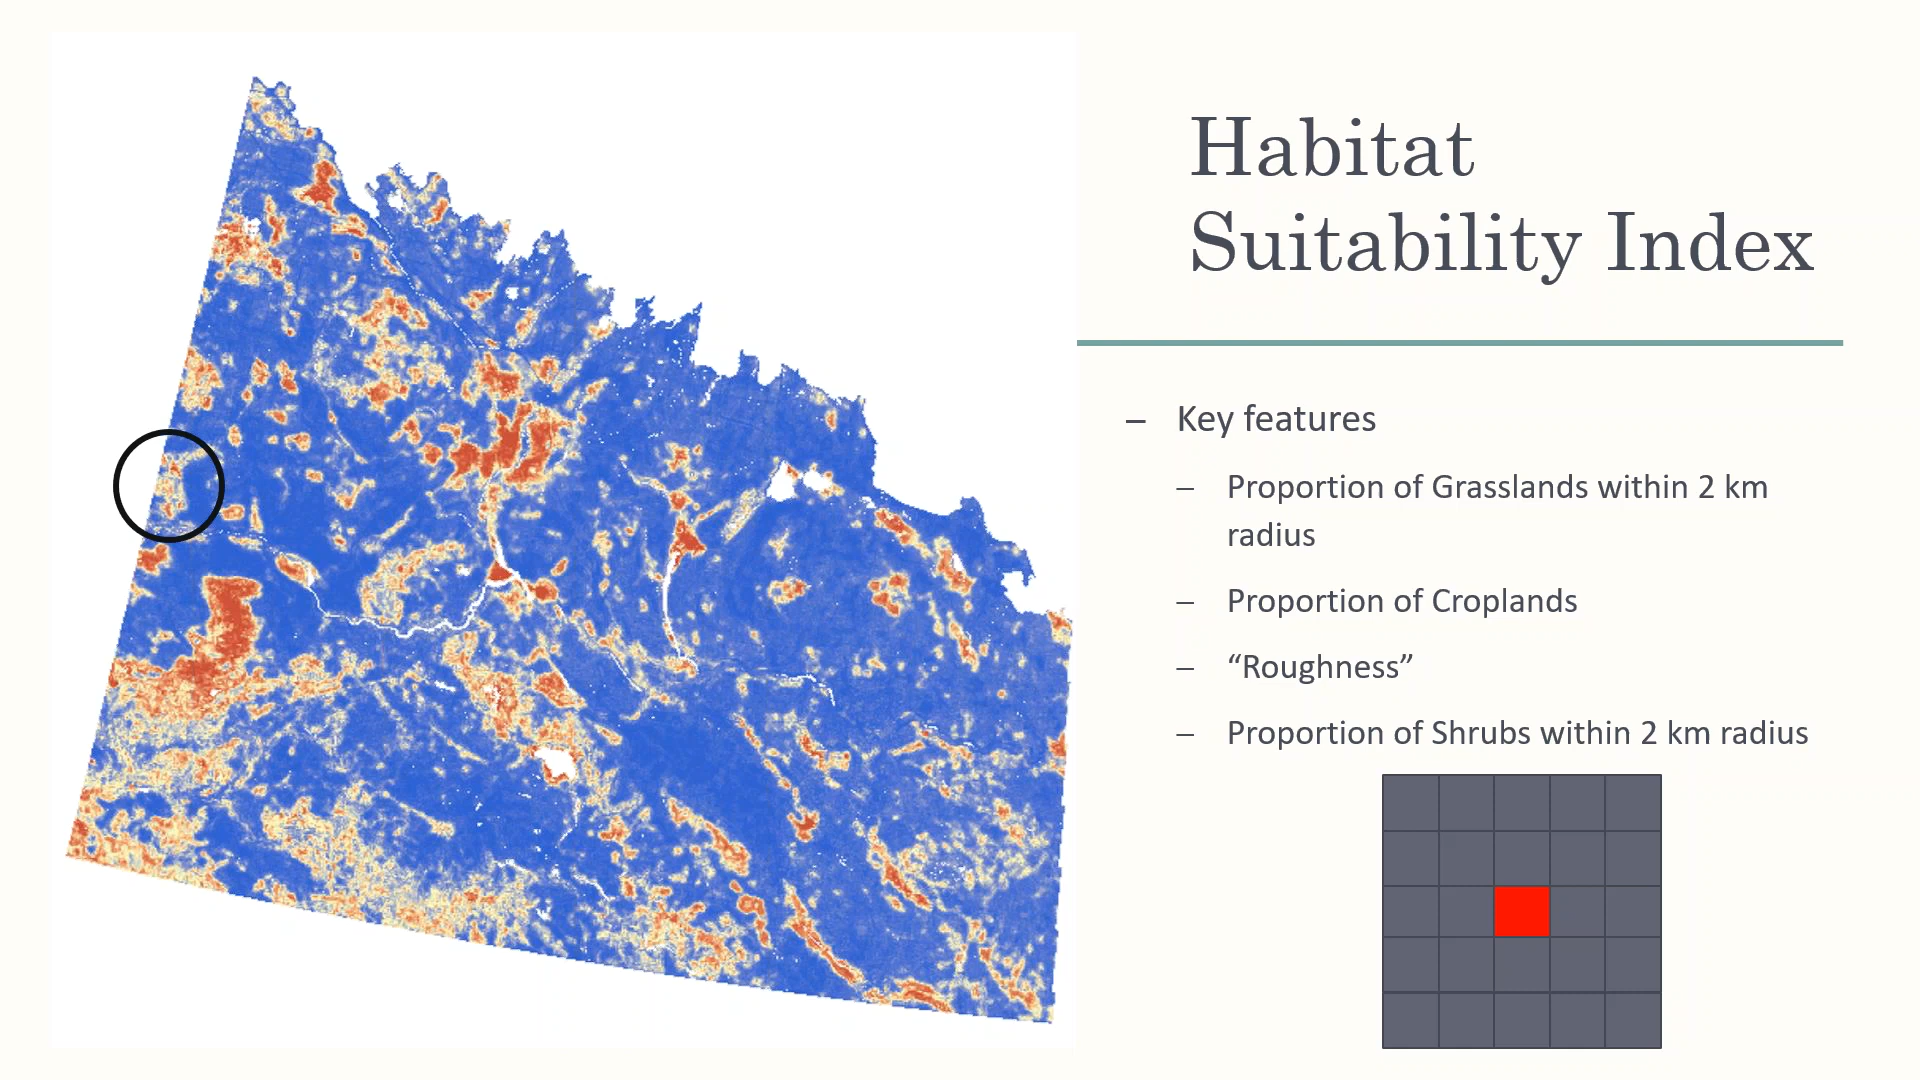 Habitat
Suitability Index
– Key features
– Proportion of Grasslands within 2 km
radius
– Proportion of Croplands
– “Roughness”
– Proportion of Shrubs within 2 km radius